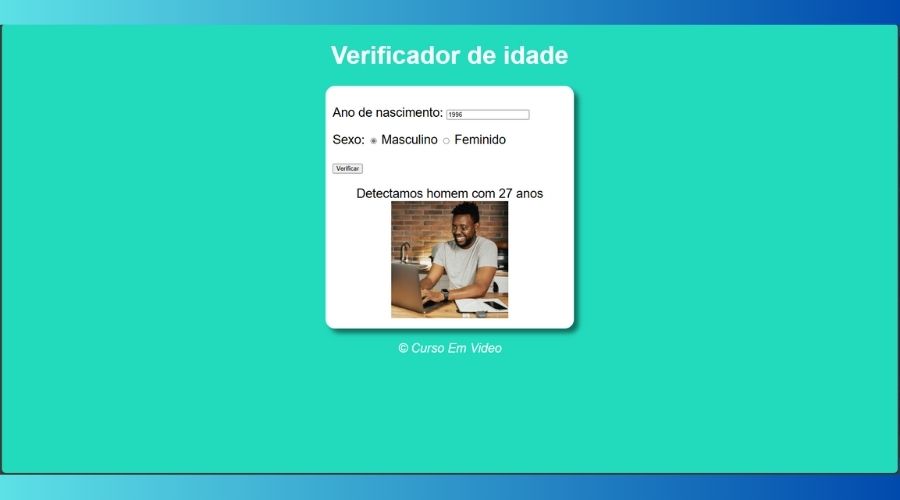 Verificador de idade
Ano de nascimento: 1996
Sexo: Masculino Feminido
Verificar
Detectamos homem com 27 anos
© Curso Em Video